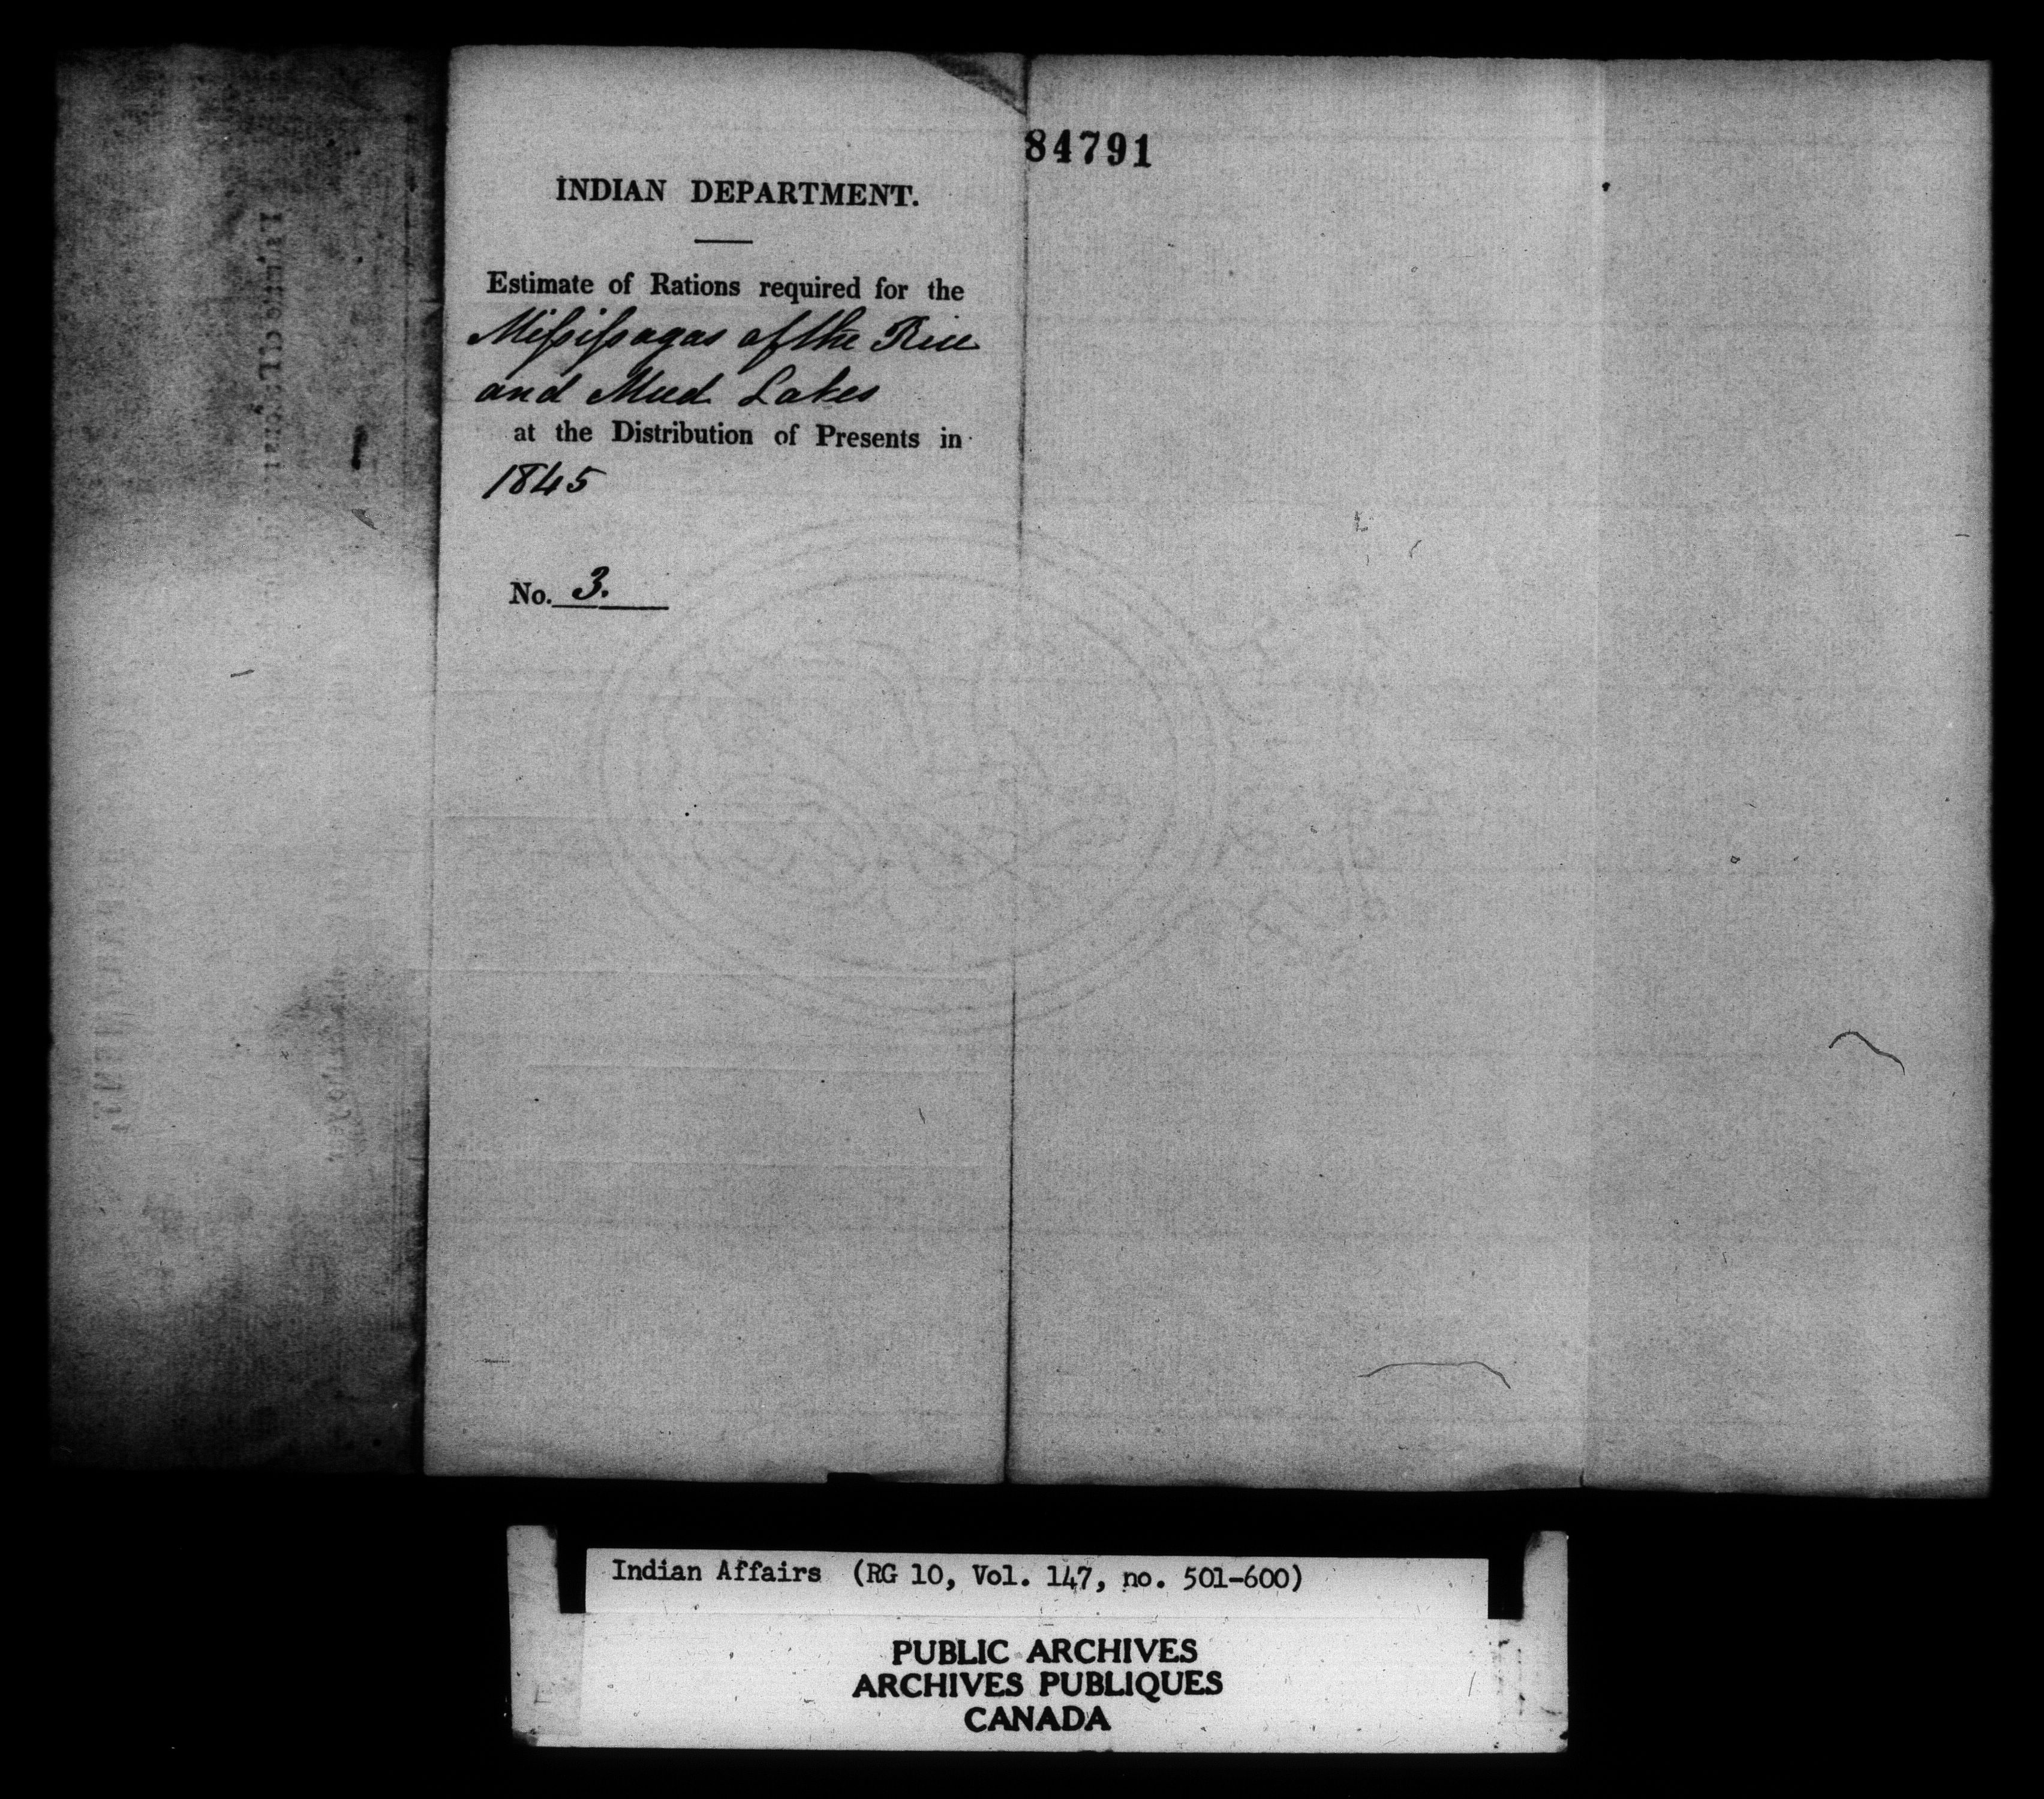 84791
INDIAN DEPARTMENT.
Estimate of Rations required for the
Missisagas of the Rice
and Mud Lakes
at the Distribution of Presents in
1845
No. 3.
Indian Affairs (RG 10, Vol. 147, no. 501-600)
PUBLIC ARCHIVES
ARCHIVES PUBLIQUES
CANADA